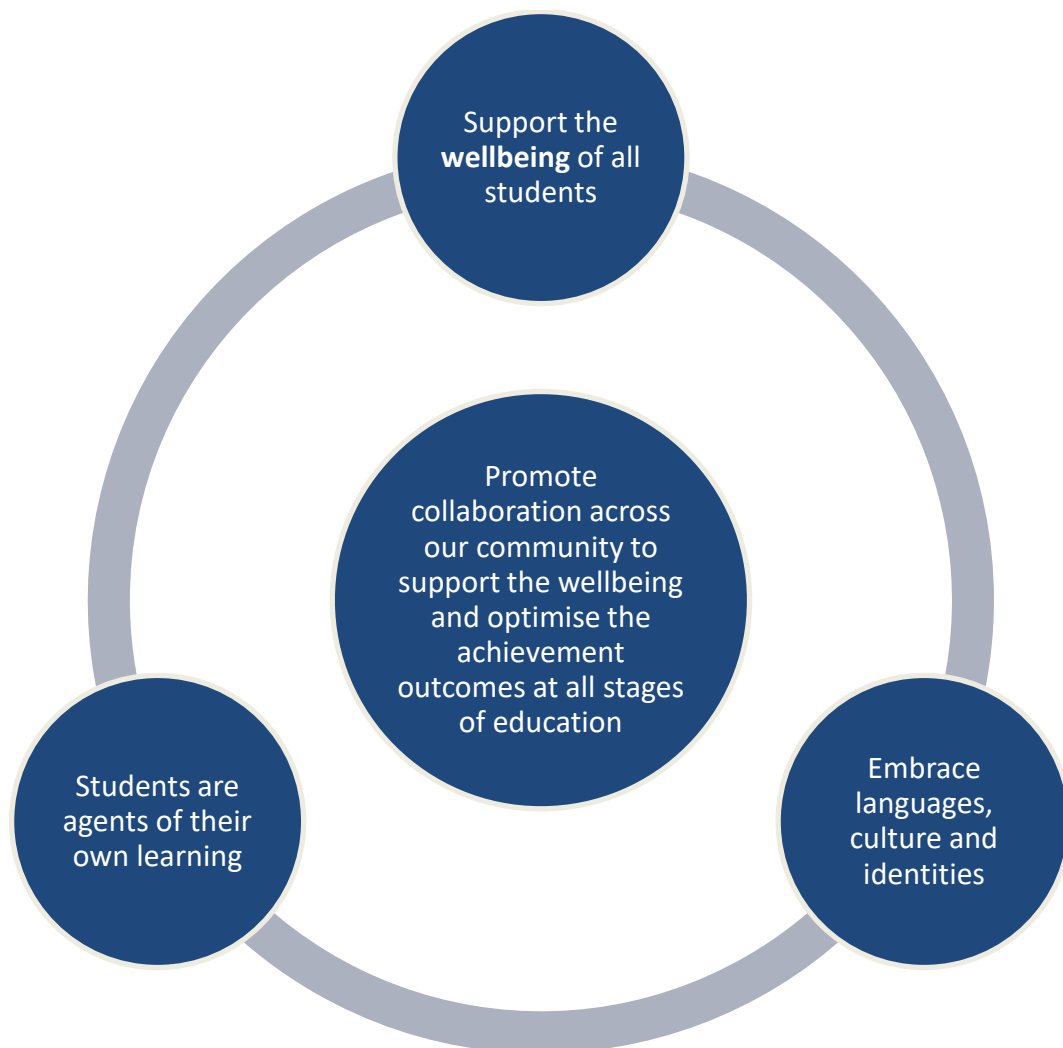 Support the
wellbeing of all
students
Promote
collaboration across
our community to
support the wellbeing
and optimise the
achievement
outcomes at all stages
of education
Students are
agents of their
own learning
Embrace
languages,
culture and
identities